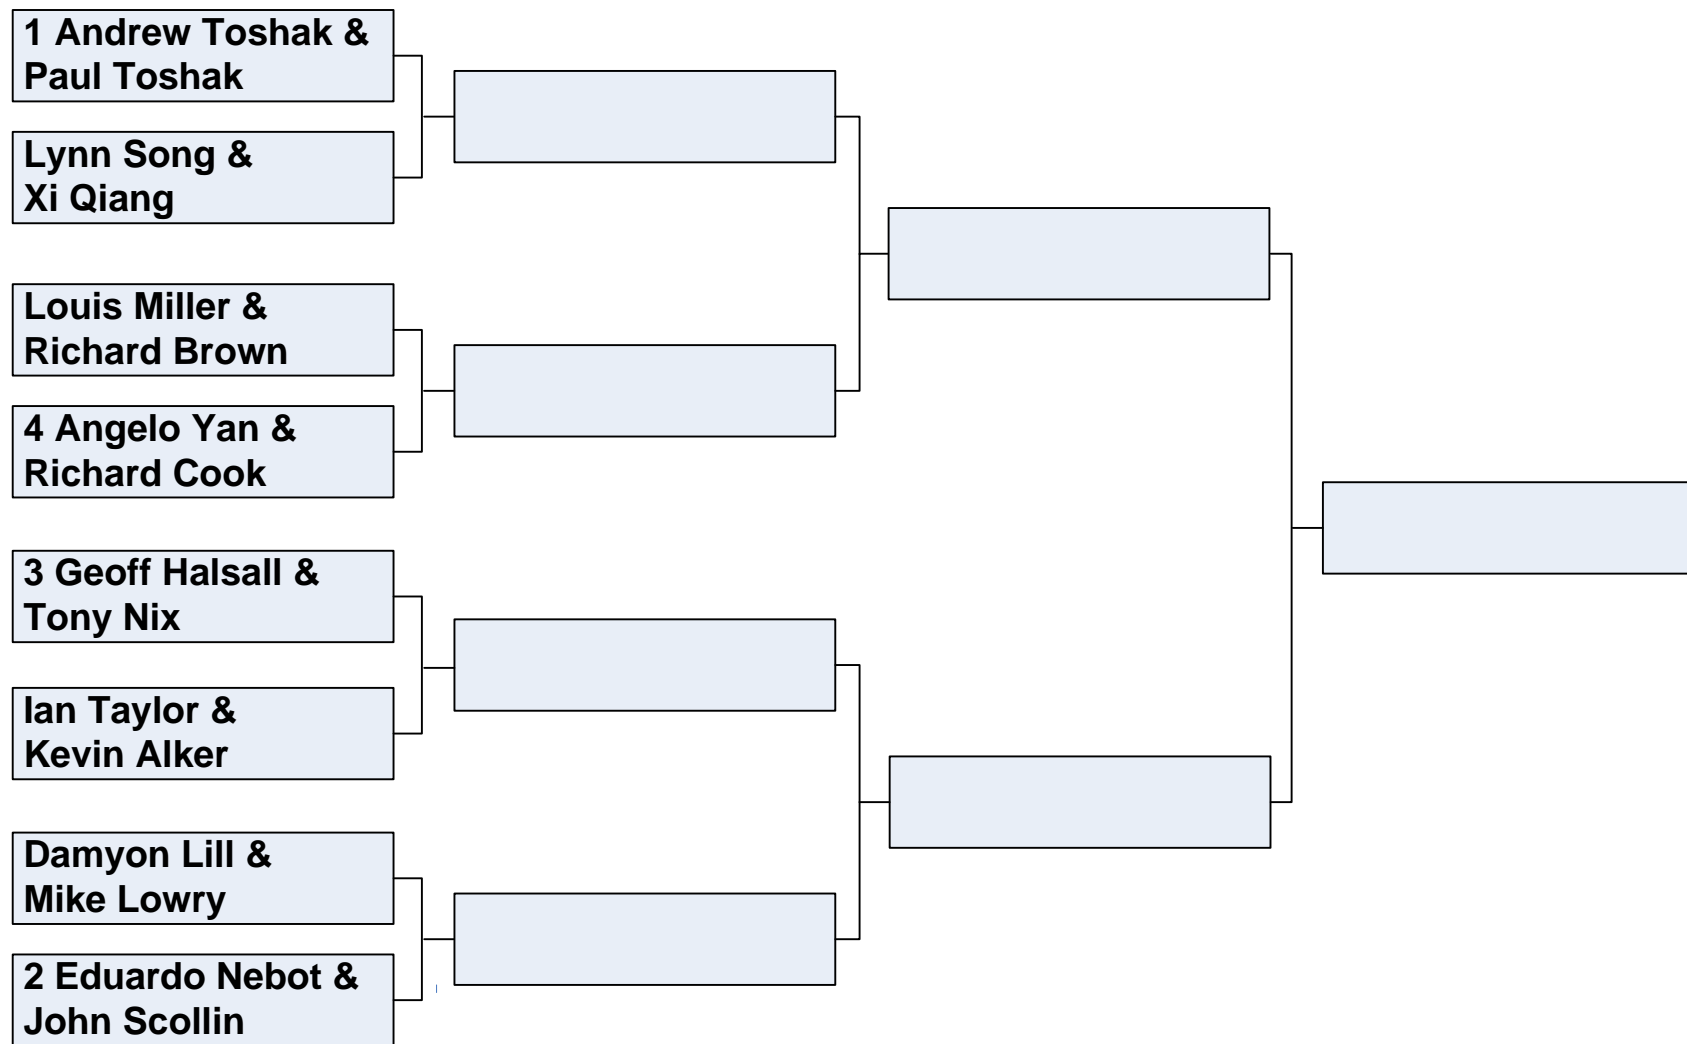 1 Andrew Toshak &
Paul Toshak
Lynn Song &
Xi Qiang
Louis Miller &
Richard Brown
4 Angelo Yan &
Richard Cook
3 Geoff Halsall &
Tony Nix
Ian Taylor &
Kevin Alker
Damyon Lill &
Mike Lowry
2 Eduardo Nebot &
John Scollin